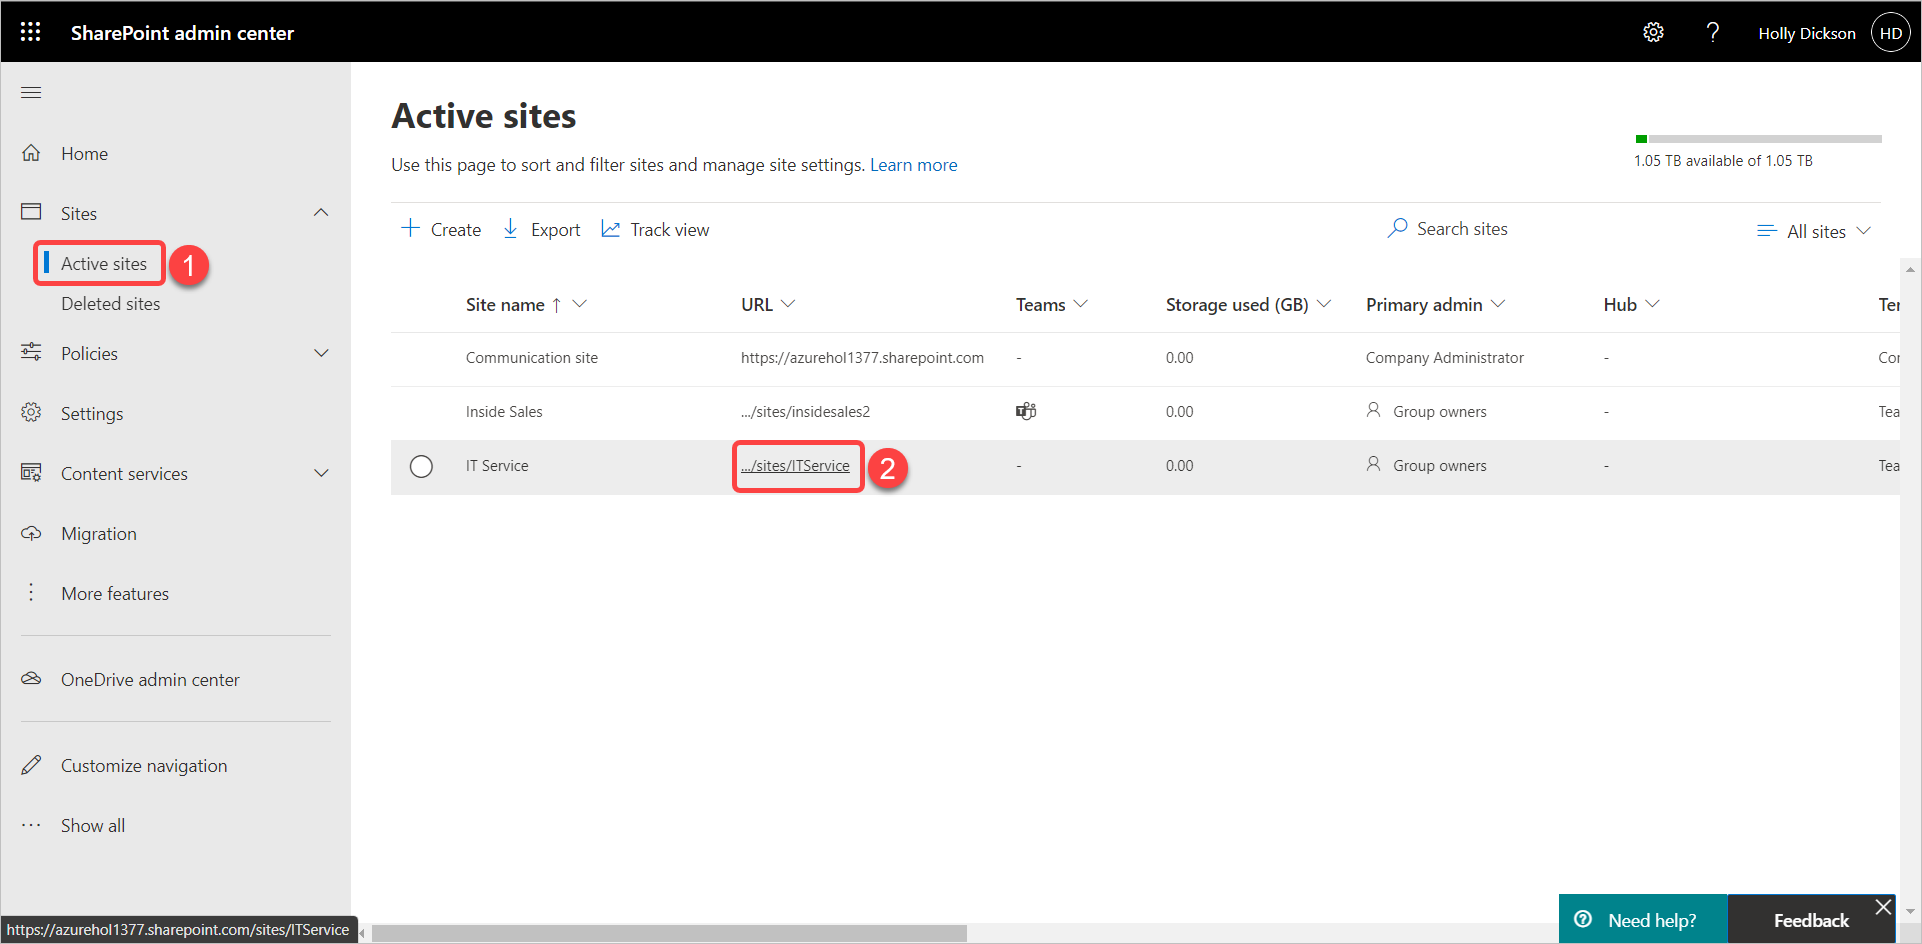 SharePoint admin center
?
Holly Dickson
HD
Home
Sites
Active sites
1
Deleted sites
Policies
Settings
Content services
Migration
More features
OneDrive admin center
Customize navigation
Show all
Active sites
Use this page to sort and filter sites and manage site settings. Learn more
1.05 TB available of 1.05 TB
Create
Export
Track view
Search sites
All sites
Site name ↑ URL Teams Storage used (GB) Primary admin Hub Ter
Communication site https://azurehol1377.sharepoint.com - 0.00 Company Administrator - Cor
Inside Sales .../sites/insidesales2 0.00 Group owners - Tea
IT Service .../sites/ITService 2 - 0.00 Group owners - Tea
Need help?
Feedback
https://azurehol1377.sharepoint.com/sites/ITService